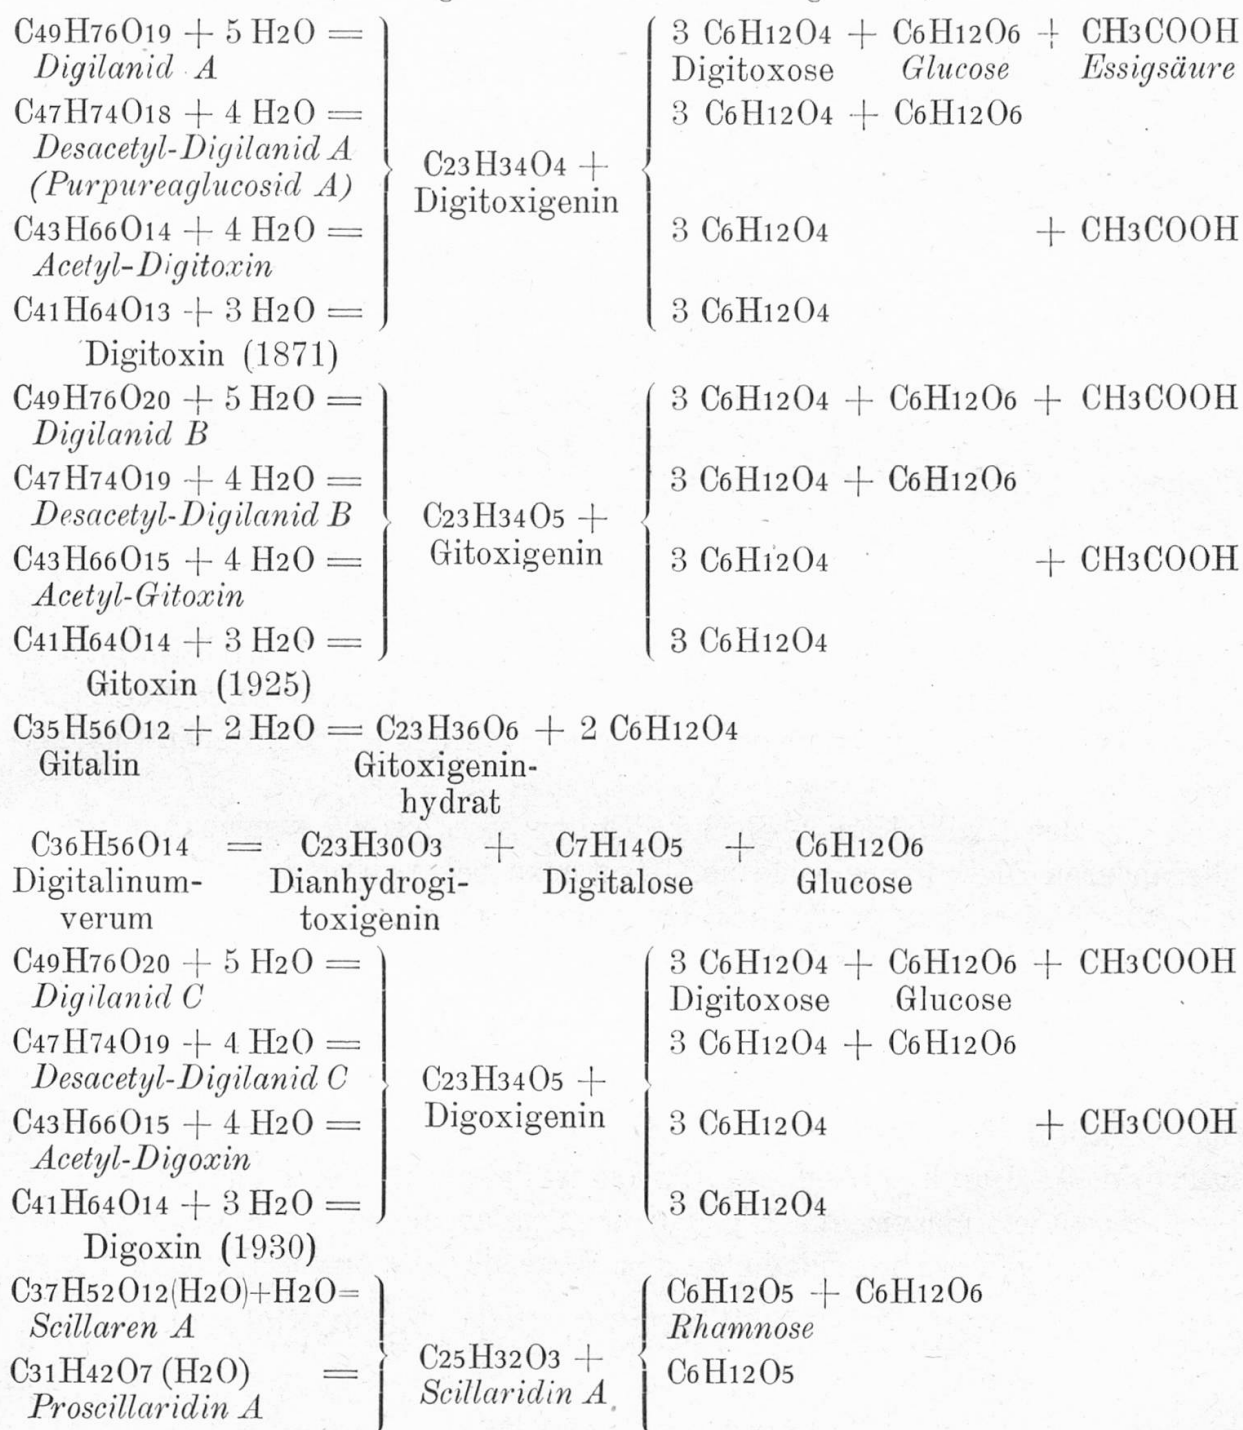 C49H76O19 + 5 H2O = 3 C6H12O4 + C6H12O6 + CH3COOH
Digilanid A Digitoxose Glucose Essigsäure
C47H74O18 + 4 H2O = 3 C6H12O4 + C6H12O6
Desacetyl-Digilanid A
C23H34O4 +
(Purpureaglucosid A)
Digitoxigenin
C43H66O14 + 4 H2O = 3 C6H12O4 + CH3COOH
Acetyl-Digitoxin
C41H64O13 + 3 H2O = 3 C6H12O4
Digitoxin (1871)
C49H76O20 + 5 H2O = 3 C6H12O4 + C6H12O6 + CH3COOH
Digilanid B
C47H74O19 + 4 H2O = 3 C6H12O4 + C6H12O6
Desacetyl-Digilanid B C23H34O5 +
Gitoxigenin
C43H66O15 + 4 H2O = 3 C6H12O4 + CH3COOH
Acetyl-Gitoxin
C41H64O14 + 3 H2O = 3 C6H12O4
Gitoxin (1925)
C35H56O12 + 2 H2O = C23H36O6 + 2 C6H12O4
Gitalin Gitoxigenin-
hydrat
C36H56O14 = C23H30O3 + C7H14O5 + C6H12O6
Digitalinum- Dianhydrogi- Digitalose Glucose
verum toxigenin
C49H76O20 + 5 H2O = 3 C6H12O4 + C6H12O6 + CH3COOH
Digilanid C Digitoxose Glucose
C47H74O19 + 4 H2O = 3 C6H12O4 + C6H12O6
Desacetyl-Digilanid C C23H34O5 +
Digoxigenin
C43H66O15 + 4 H2O = 3 C6H12O4 + CH3COOH
Acetyl-Digoxin
C41H64O14 + 3 H2O = 3 C6H12O4
Digoxin (1930)
C37H52O12(H2O)+H2O= C6H12O5 + C6H12O6
Scillaren A Rhamnose
C25H32O3 +
C31H42O7 (H2O) = C6H12O5
Scillaridin A
Proscillaridin A